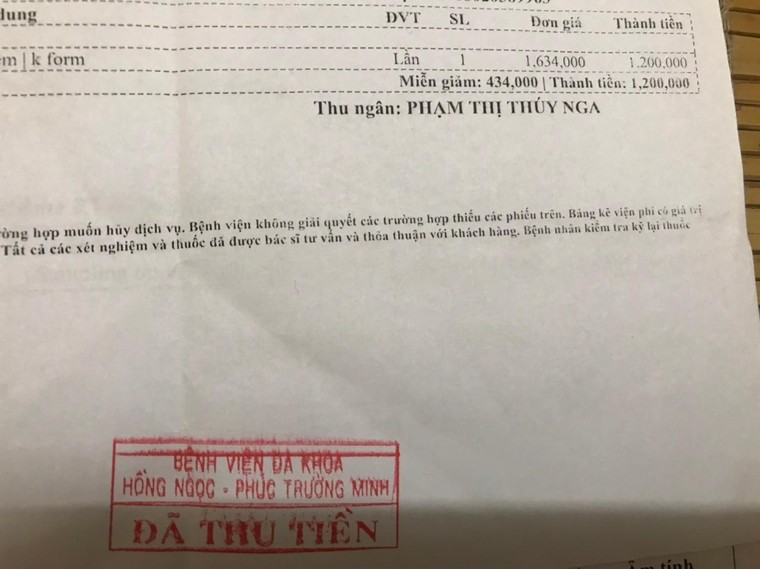 dung ĐVT SL Đơn giá Thành tiền
m | k form Lần 1 1,634,000 1.200,000
Miễn giảm: 434,000 | Thành tiền: 1,200,000
Thu ngân: PHẠM THỊ THÚY NGA
ường hợp muốn hủy dịch vụ. Bệnh viện không giải quyết các trường hợp thiếu các phiếu trên. Bảng kê viện phí có giá trị
Tất cả các xét nghiệm và thuốc đã được bác sĩ tư vấn và thỏa thuận với khách hàng. Bệnh nhân kiểm tra kỹ lại thuốc
BỆNH VIỆN ĐA KHOA
HỒNG NGỌC - PHÚC TRƯỜNG MINH
ĐÃ THU TIỀN
tính